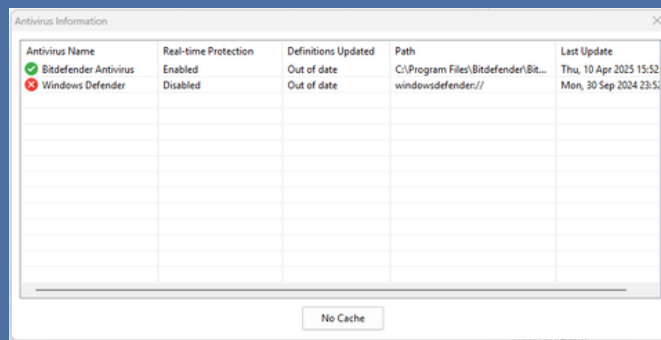 Antivirus Information
Antivirus Name Real-time Protection Definitions Updated Path Last Update
Bitdefender Antivirus Enabled Out of date C:\Program Files\Bitdefender\Bit... Thu, 10 Apr 2025 15:52
Windows Defender Disabled Out of date windowsdefender:// Mon, 30 Sep 2024 23:52
No Cache